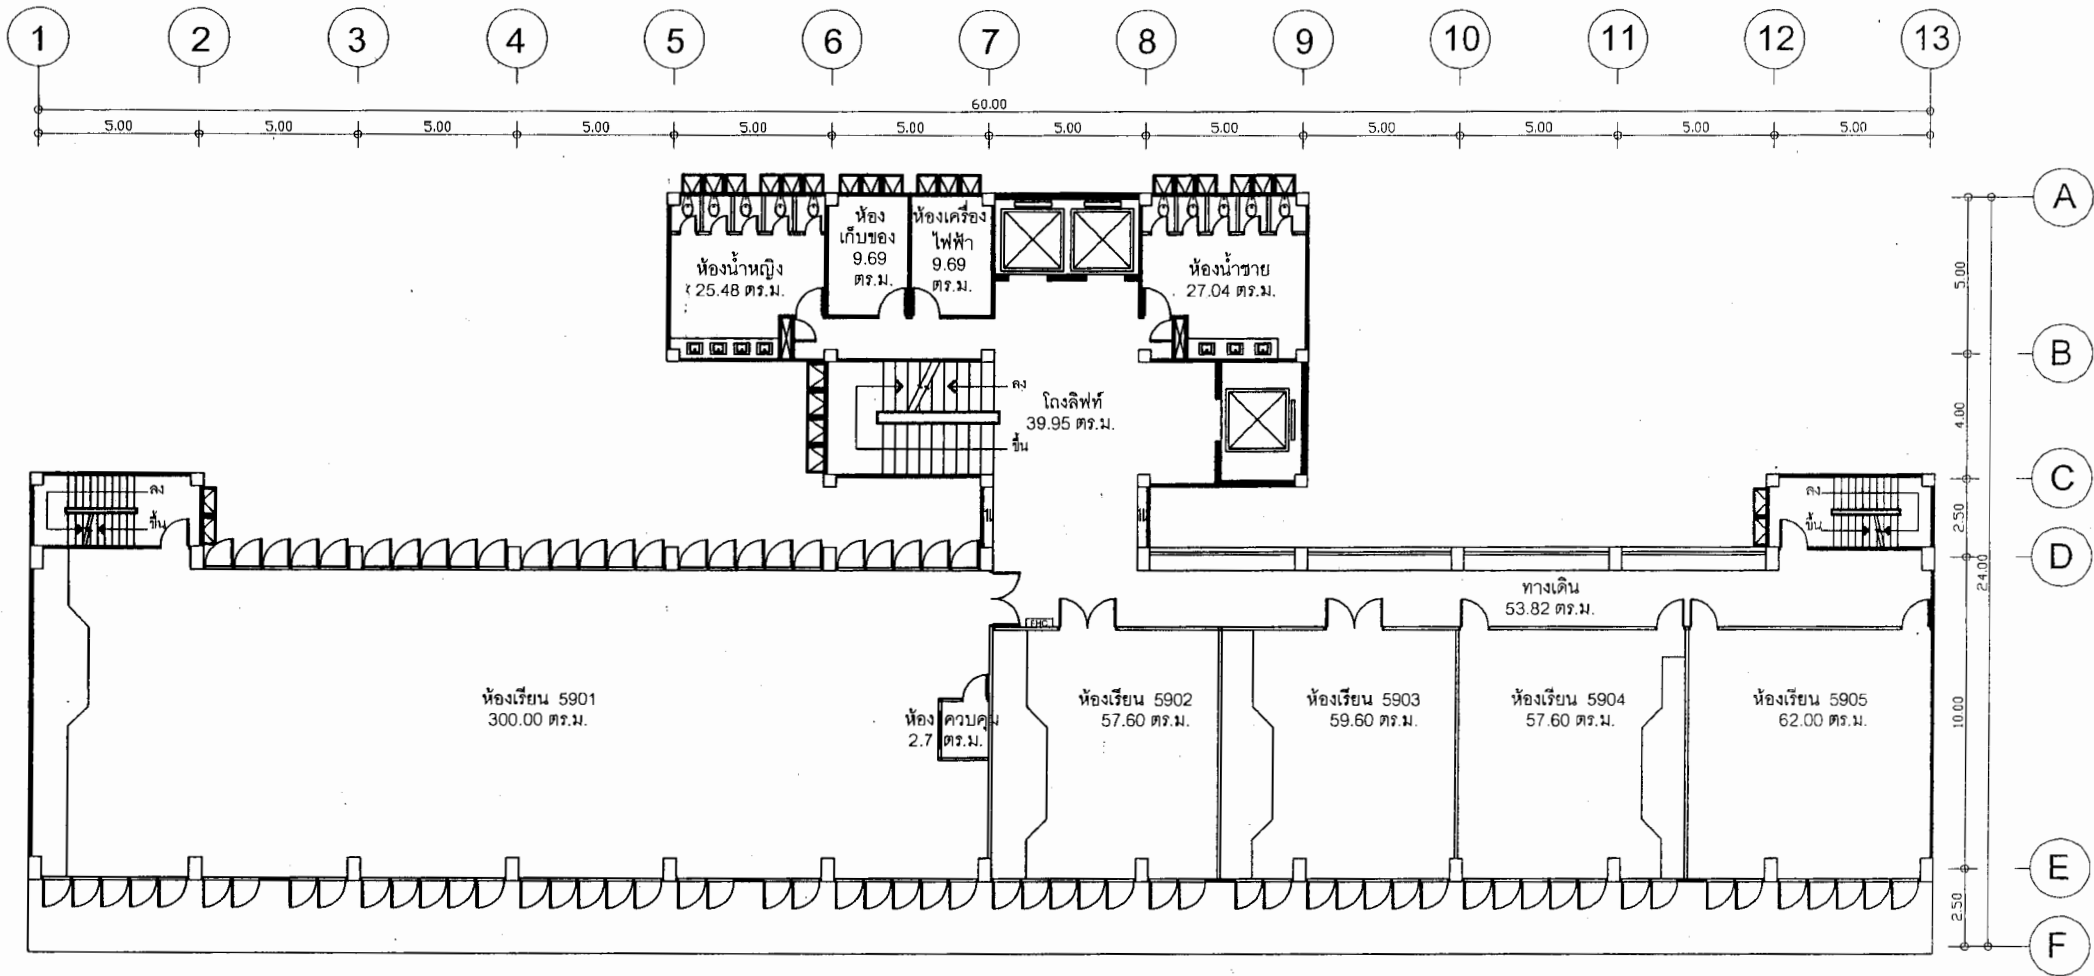 1 2 3 4 5 6 7 8 9 10 11 12 13
60.00
5.00 5.00 5.00 5.00 5.00 5.00 5.00 5.00 5.00 5.00 5.00 5.00
A
B
C
D
E
F
5.00
4.00
2.50
10.00
2.50
24.00
ห้องน้ำหญิง
25.48 ตร.ม.
ห้อง
เก็บของ
9.69
ตร.ม.
ห้องเครื่อง
ไฟฟ้า
9.69
ตร.ม.
ห้องน้ำชาย
27.04 ตร.ม.
ลง
ขึ้น
โถงลิฟท์
39.95 ตร.ม.
ลง
ขึ้น
ลง
ขึ้น
ทางเดิน
53.82 ตร.ม.
FHC.
ห้องเรียน 5901
300.00 ตร.ม.
ห้อง ควบคุม
2.7 ตร.ม.
ห้องเรียน 5902
57.60 ตร.ม.
ห้องเรียน 5903
59.60 ตร.ม.
ห้องเรียน 5904
57.60 ตร.ม.
ห้องเรียน 5905
62.00 ตร.ม.